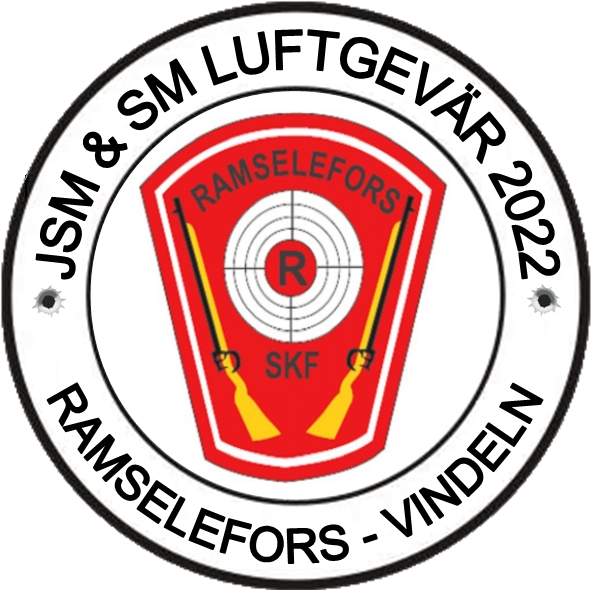 JSM & SM LUFTGEVÄR 2022
RAMSELEFORS
R
SKF
RAMSELEFORS - VINDELN